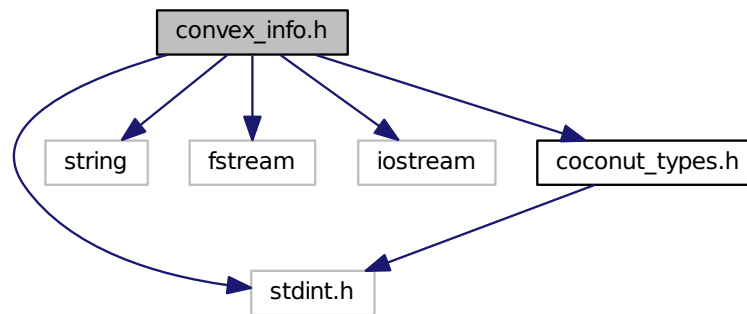 convex_info.h
string
fstream
iostream
coconut_types.h
stdint.h